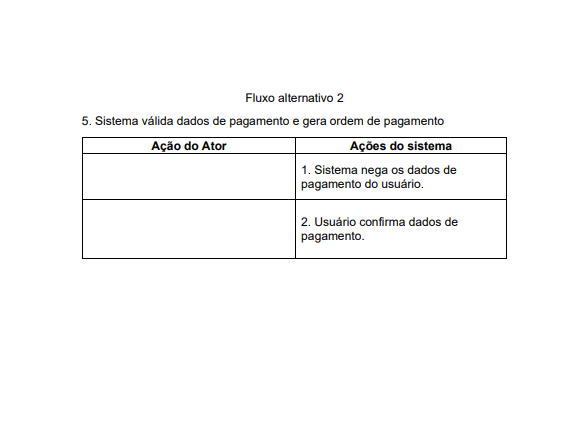 Fluxo alternativo 2
5. Sistema válida dados de pagamento e gera ordem de pagamento
Ação do Ator
Ações do sistema
1. Sistema nega os dados de
pagamento do usuário.
2. Usuário confirma dados de
pagamento.